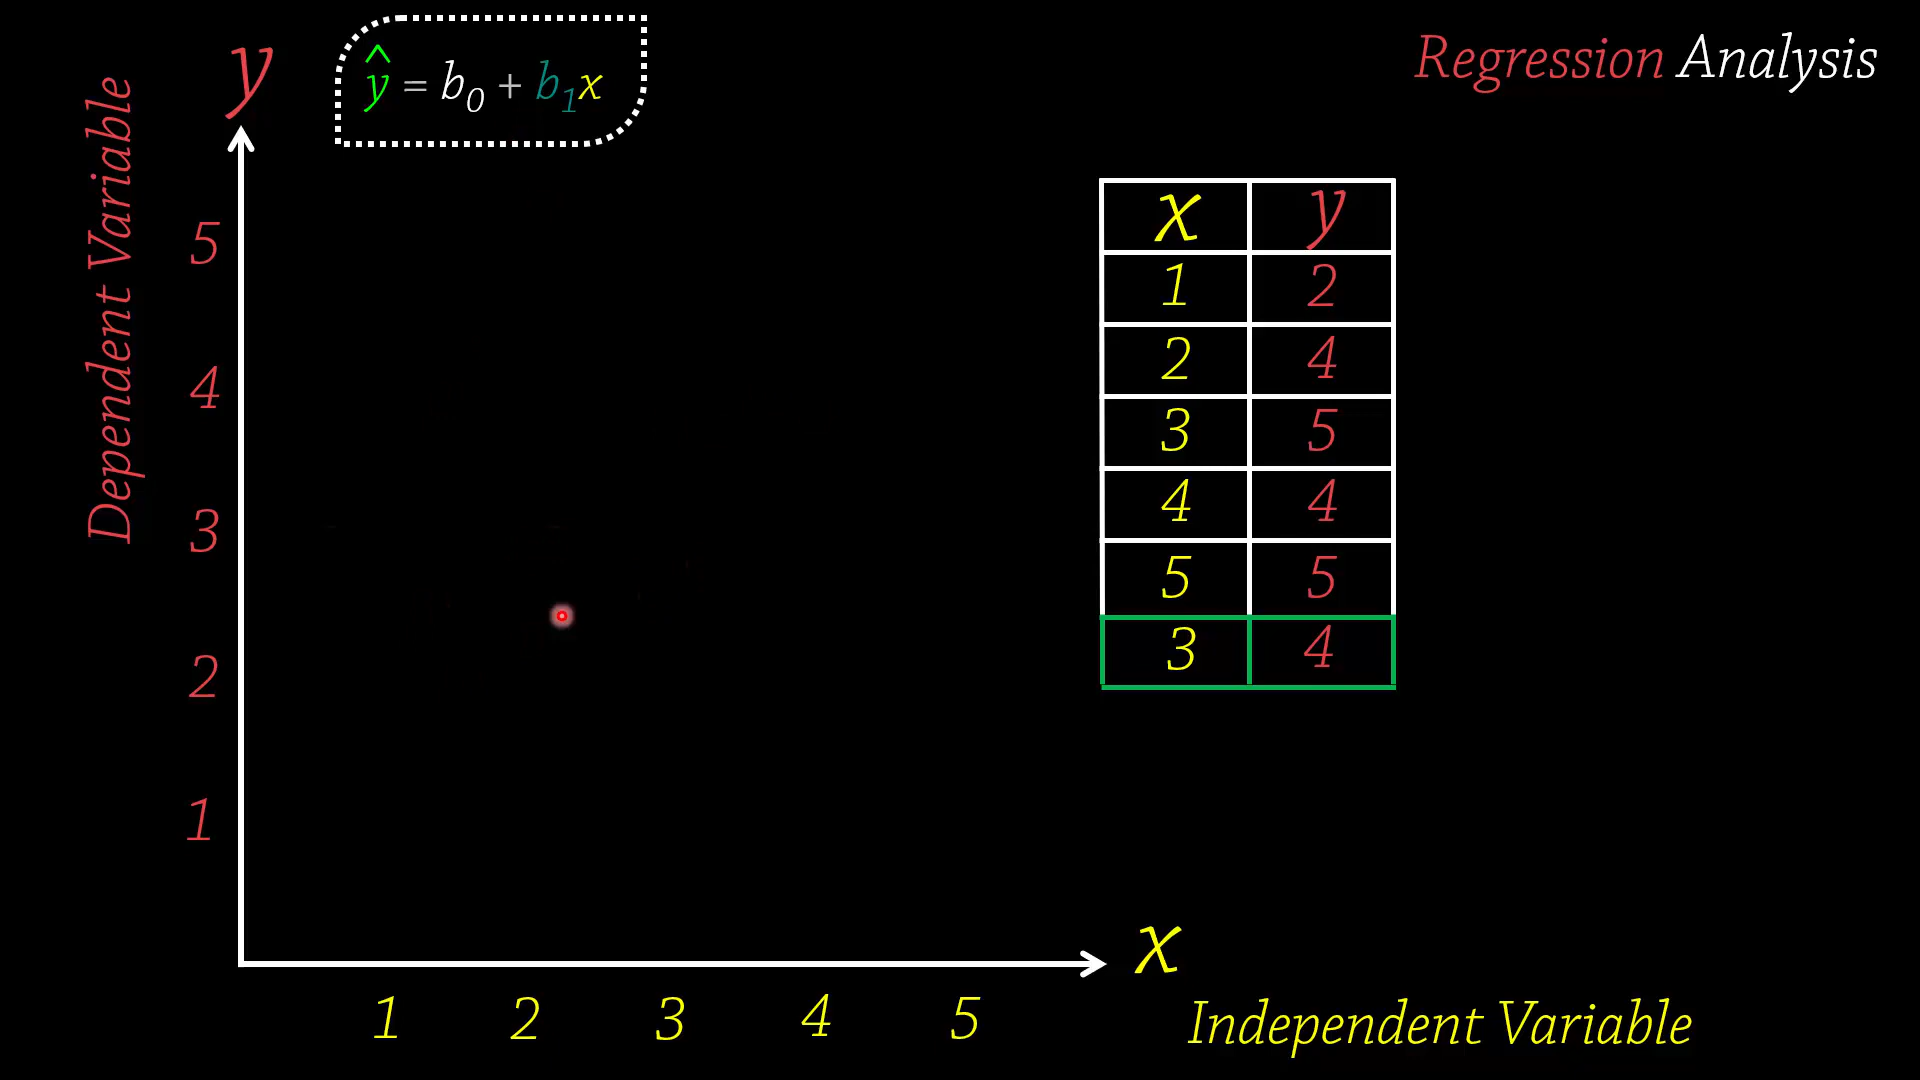 y
ŷ = b₀ + b₁x
Regression Analysis
Dependent Variable
5
4
3
2
1
x y
1 2
2 4
3 5
4 4
5 5
3 4
x
1 2 3 4 5
Independent Variable